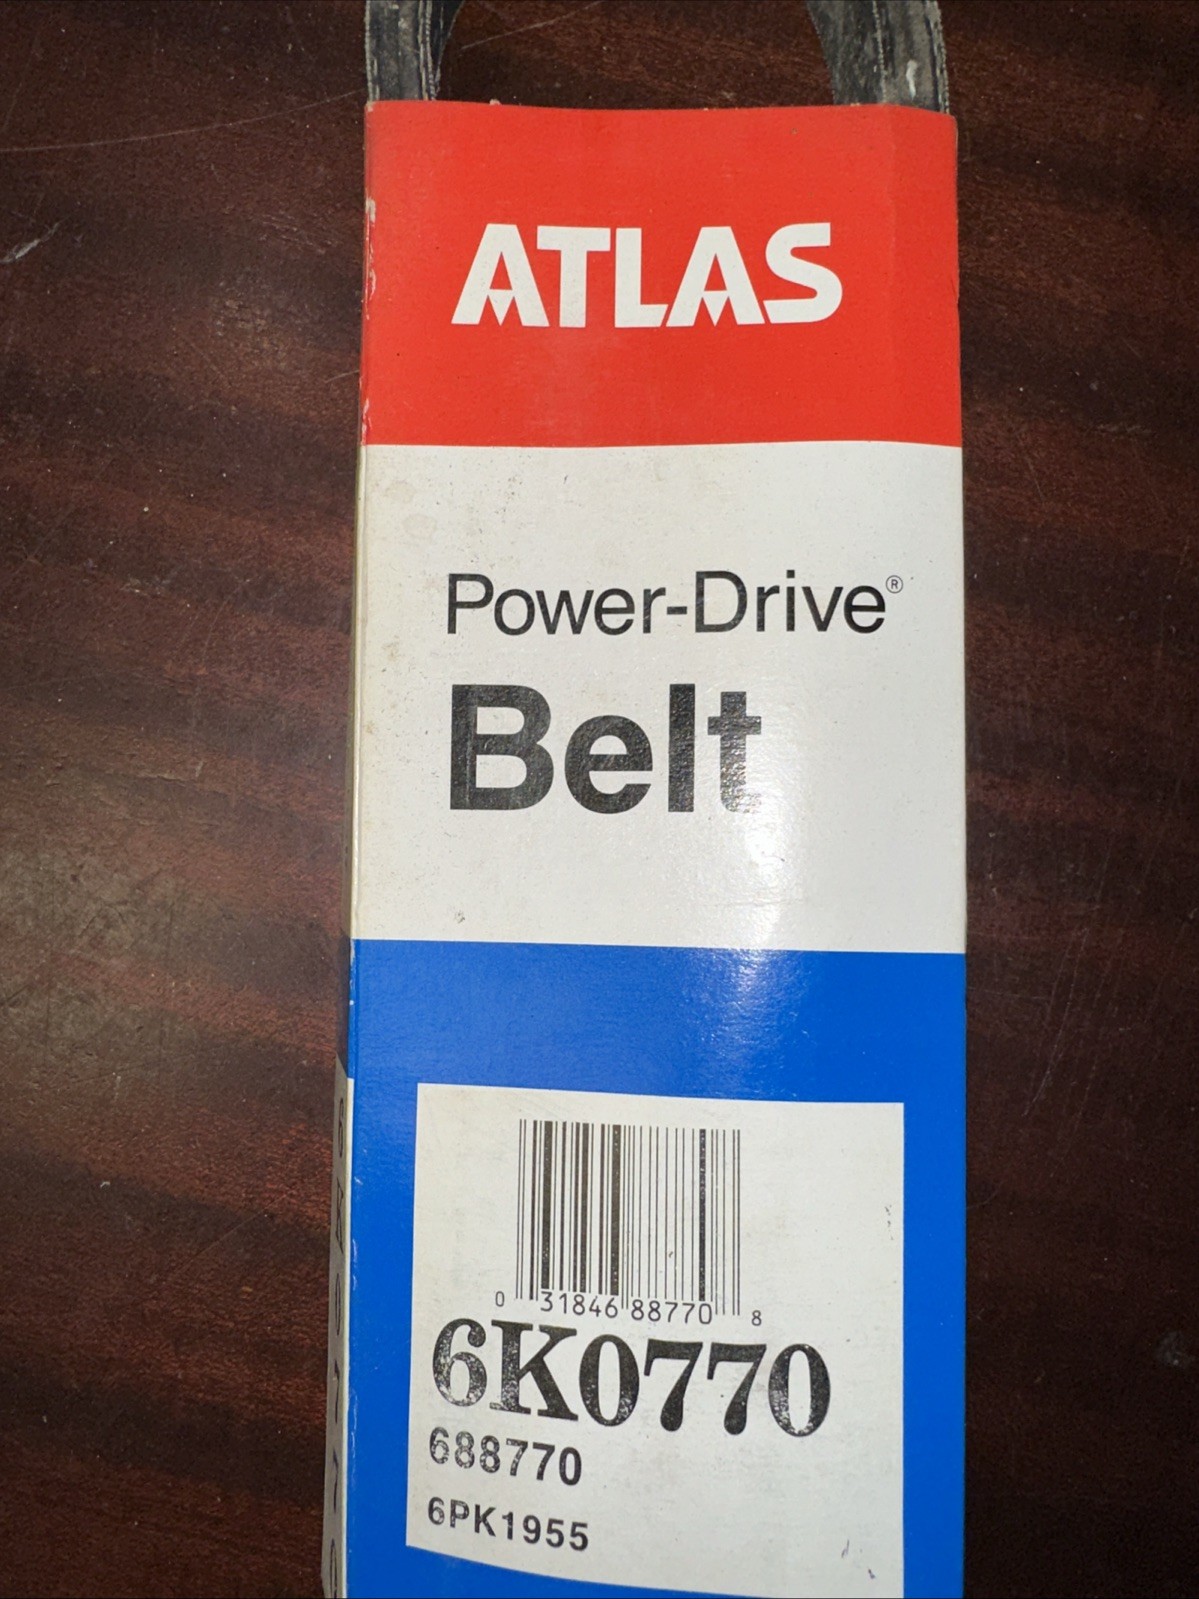 ATLAS
Power-Drive®
Belt
0 31846 88770 8
6K0770
688770
6PK1955